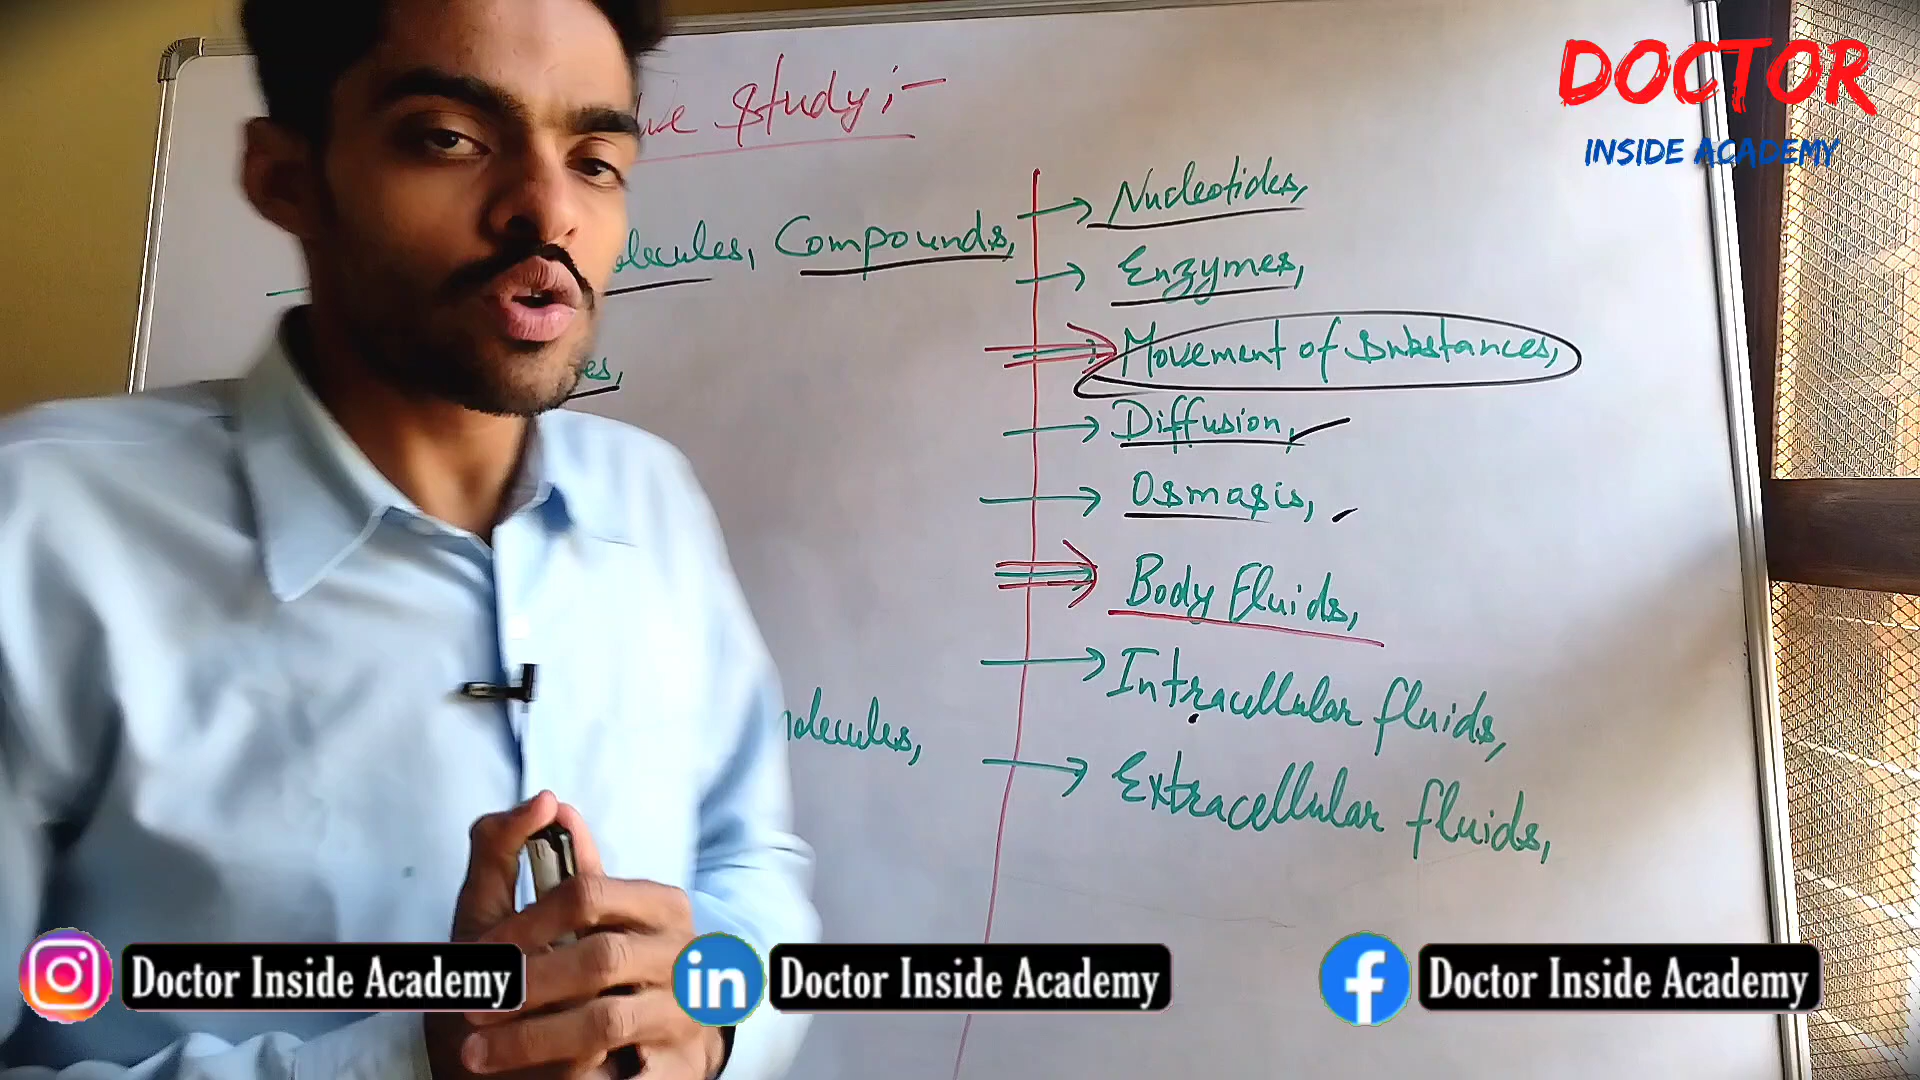 DOCTOR
INSIDE ACADEMY
study;-
Compounds,
Nucleotides,
Enzymes,
Movement of Substances,
Diffusion,
Osmosis,
Body Fluids,
Intracellular fluids,
Extracellular fluids,
Doctor Inside Academy
in Doctor Inside Academy
f Doctor Inside Academy